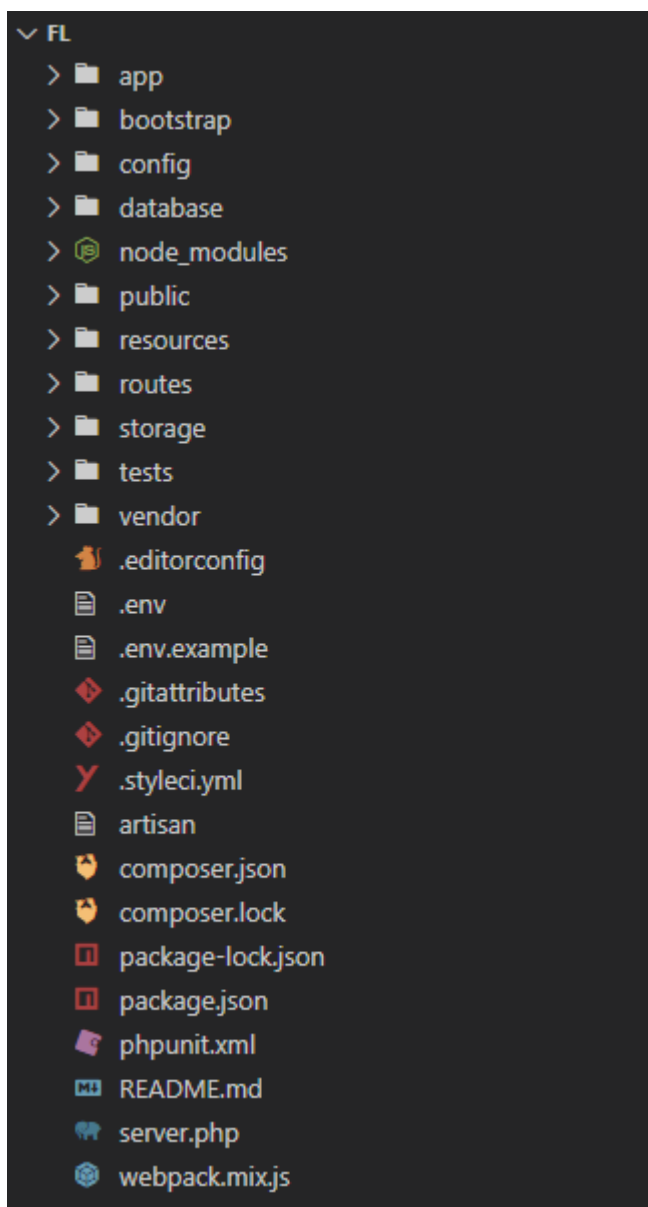 FL
app
bootstrap
config
database
node_modules
public
resources
routes
storage
tests
vendor
.editorconfig
.env
.env.example
.gitattributes
.gitignore
.styleci.yml
artisan
composer.json
composer.lock
package-lock.json
package.json
phpunit.xml
README.md
server.php
webpack.mix.js